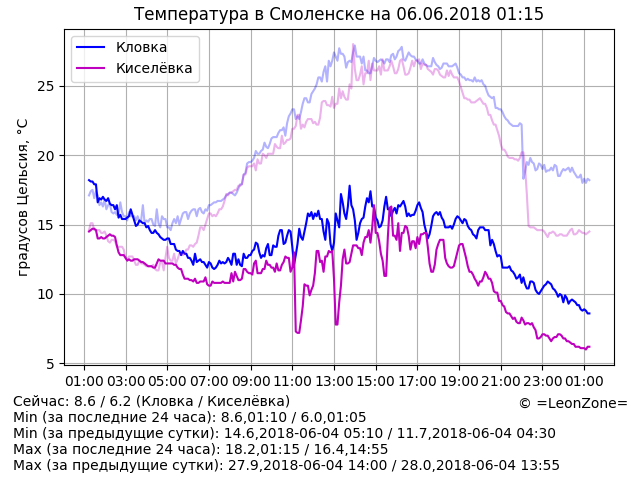 Температура в Смоленске на 06.06.2018 01:15
Кловка
Киселёвка
градусов Цельсия, °C
25
20
15
10
5
01:00 03:00 05:00 07:00 09:00 11:00 13:00 15:00 17:00 19:00 21:00 23:00 01:00
Сейчас: 8.6 / 6.2 (Кловка / Киселёвка)
© =LeonZone=
Min (за последние 24 часа): 8.6,01:10 / 6.0,01:05
Min (за предыдущие сутки): 14.6,2018-06-04 05:10 / 11.7,2018-06-04 04:30
Max (за последние 24 часа): 18.2,01:15 / 16.4,14:55
Max (за предыдущие сутки): 27.9,2018-06-04 14:00 / 28.0,2018-06-04 13:55